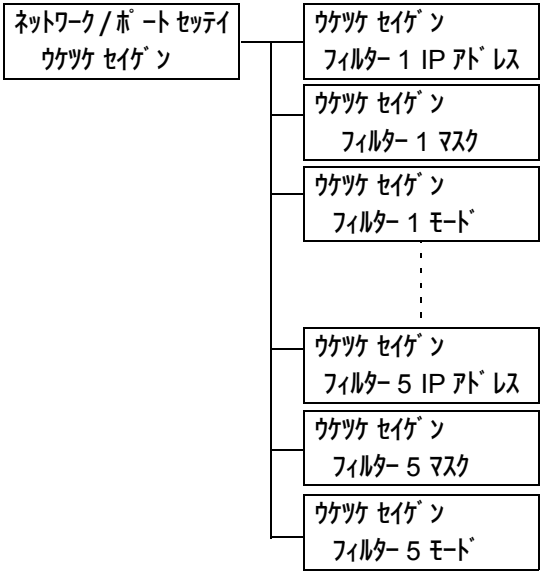 ネットワーク / ポート セッテイ
ウケツケ セイゲン
ウケツケ セイゲン
フィルター 1 IP アドレス
ウケツケ セイゲン
フィルター 1 マスク
ウケツケ セイゲン
フィルター 1 モード
ウケツケ セイゲン
フィルター 5 IP アドレス
ウケツケ セイゲン
フィルター 5 マスク
ウケツケ セイゲン
フィルター 5 モード